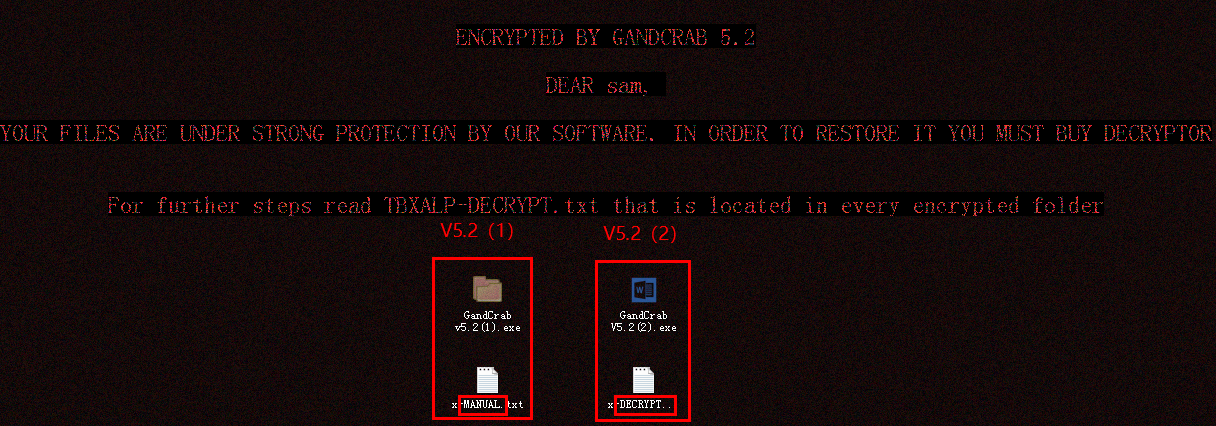 ENCRYPTED BY GANDCRAB 5.2
DEAR sam,
YOUR FILES ARE UNDER STRONG PROTECTION BY OUR SOFTWARE. IN ORDER TO RESTORE IT YOU MUST BUY DECRYPTOR
For further steps read TBXALP-DECRYPT.txt that is located in every encrypted folder
V5.2 (1)
V5.2 (2)
GandCrab
v5.2(1).exe
GandCrab
V5.2(2).exe
x-MANUAL.txt
x-DECRYPT..